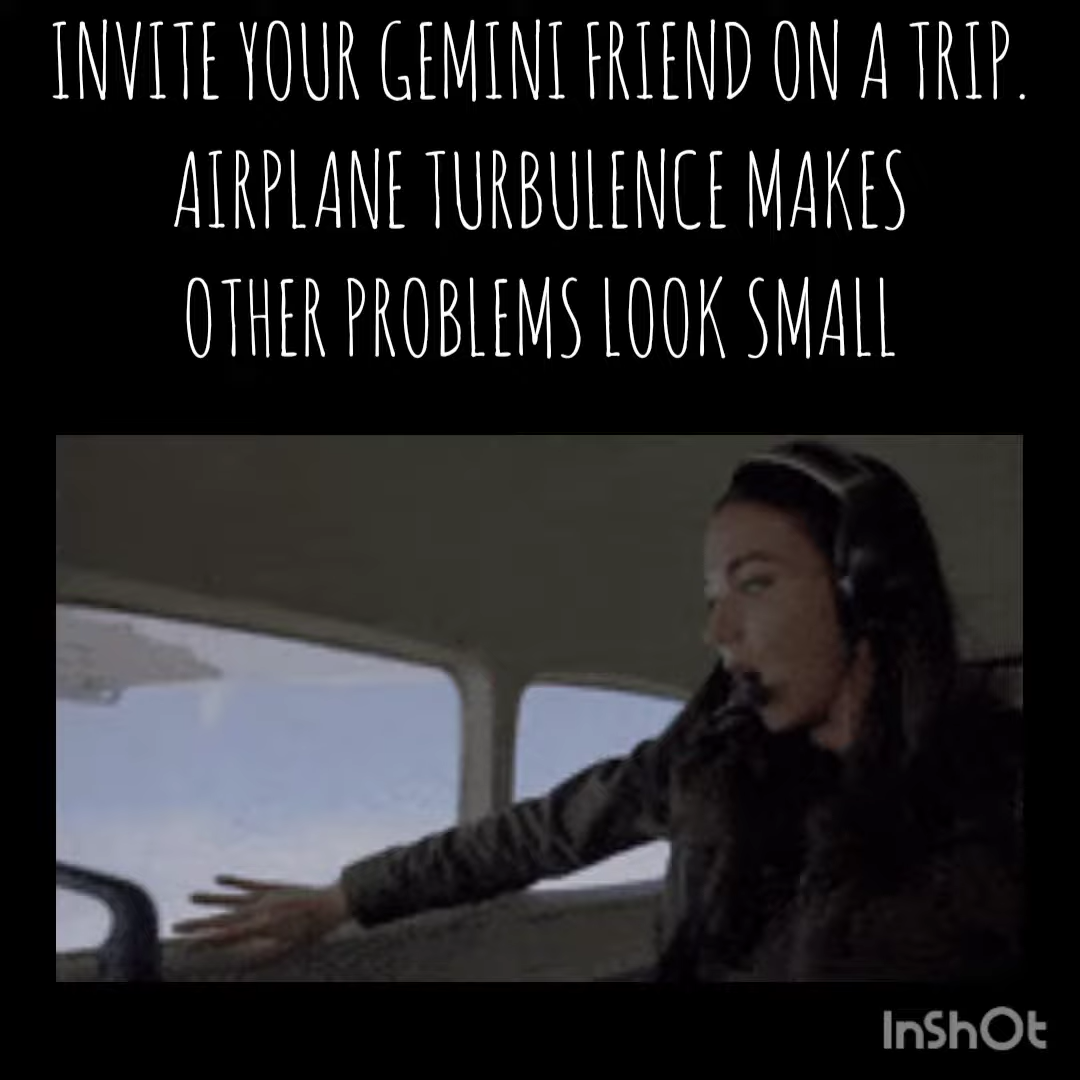 INVITE YOUR GEMINI FRIEND ON A TRIP.
AIRPLANE TURBULENCE MAKES
OTHER PROBLEMS LOOK SMALL
InShOt